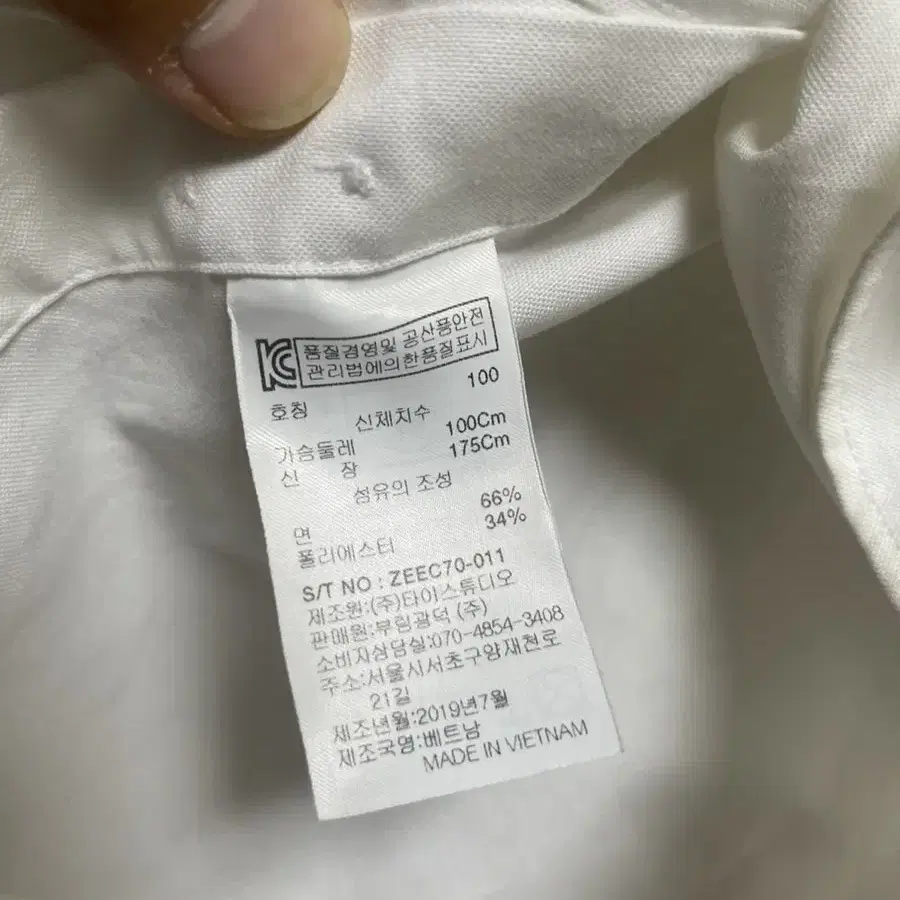 KC 품질경영및 공산품안전
관리법에의한품질표시
호칭 100
신체치수
가슴둘레 100Cm
신 장 175Cm
섬유의 조성
면 66%
폴리에스터 34%
S/T NO : ZEEC70-011
제조원:(주)타이스튜디오
판매원:부림광덕 (주)
소비자상담실:070-4854-3408
주소:서울시서초구양재천로
21길
제조년월:2019년7월
제조국명:베트남
MADE IN VIETNAM